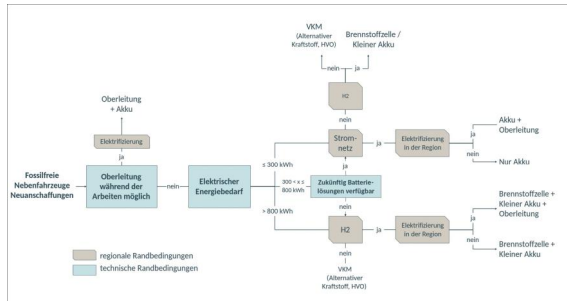 VKM
(Alternativer
Kraftstoff, HVO)
Brennstoffzelle /
Kleiner Akku
nein
ja
H2
nein
Oberleitung
+ Akku
Elektrifizierung
ja
Strom-
netz
ja
Elektrifizierung
in der Region
ja
Akku +
Oberleitung
nein
Nur Akku
≤ 300 kWh
ja
Fossilfreie
Nebenfahrzeuge
Neuanschaffungen
Oberleitung
während der
Arbeiten möglich
nein
Elektrischer
Energiebedarf
300 < x ≤
800 kWh
Zukünftig Batterie-
lösungen verfügbar
> 800 kWh
nein
H2
ja
Elektrifizierung
in der Region
ja
Brennstoffzelle +
Kleiner Akku +
Oberleitung
nein
Brennstoffzelle +
Kleiner Akku
nein
VKM
(Alternativer
Kraftstoff, HVO)
regionale Randbedingungen
technische Randbedingungen